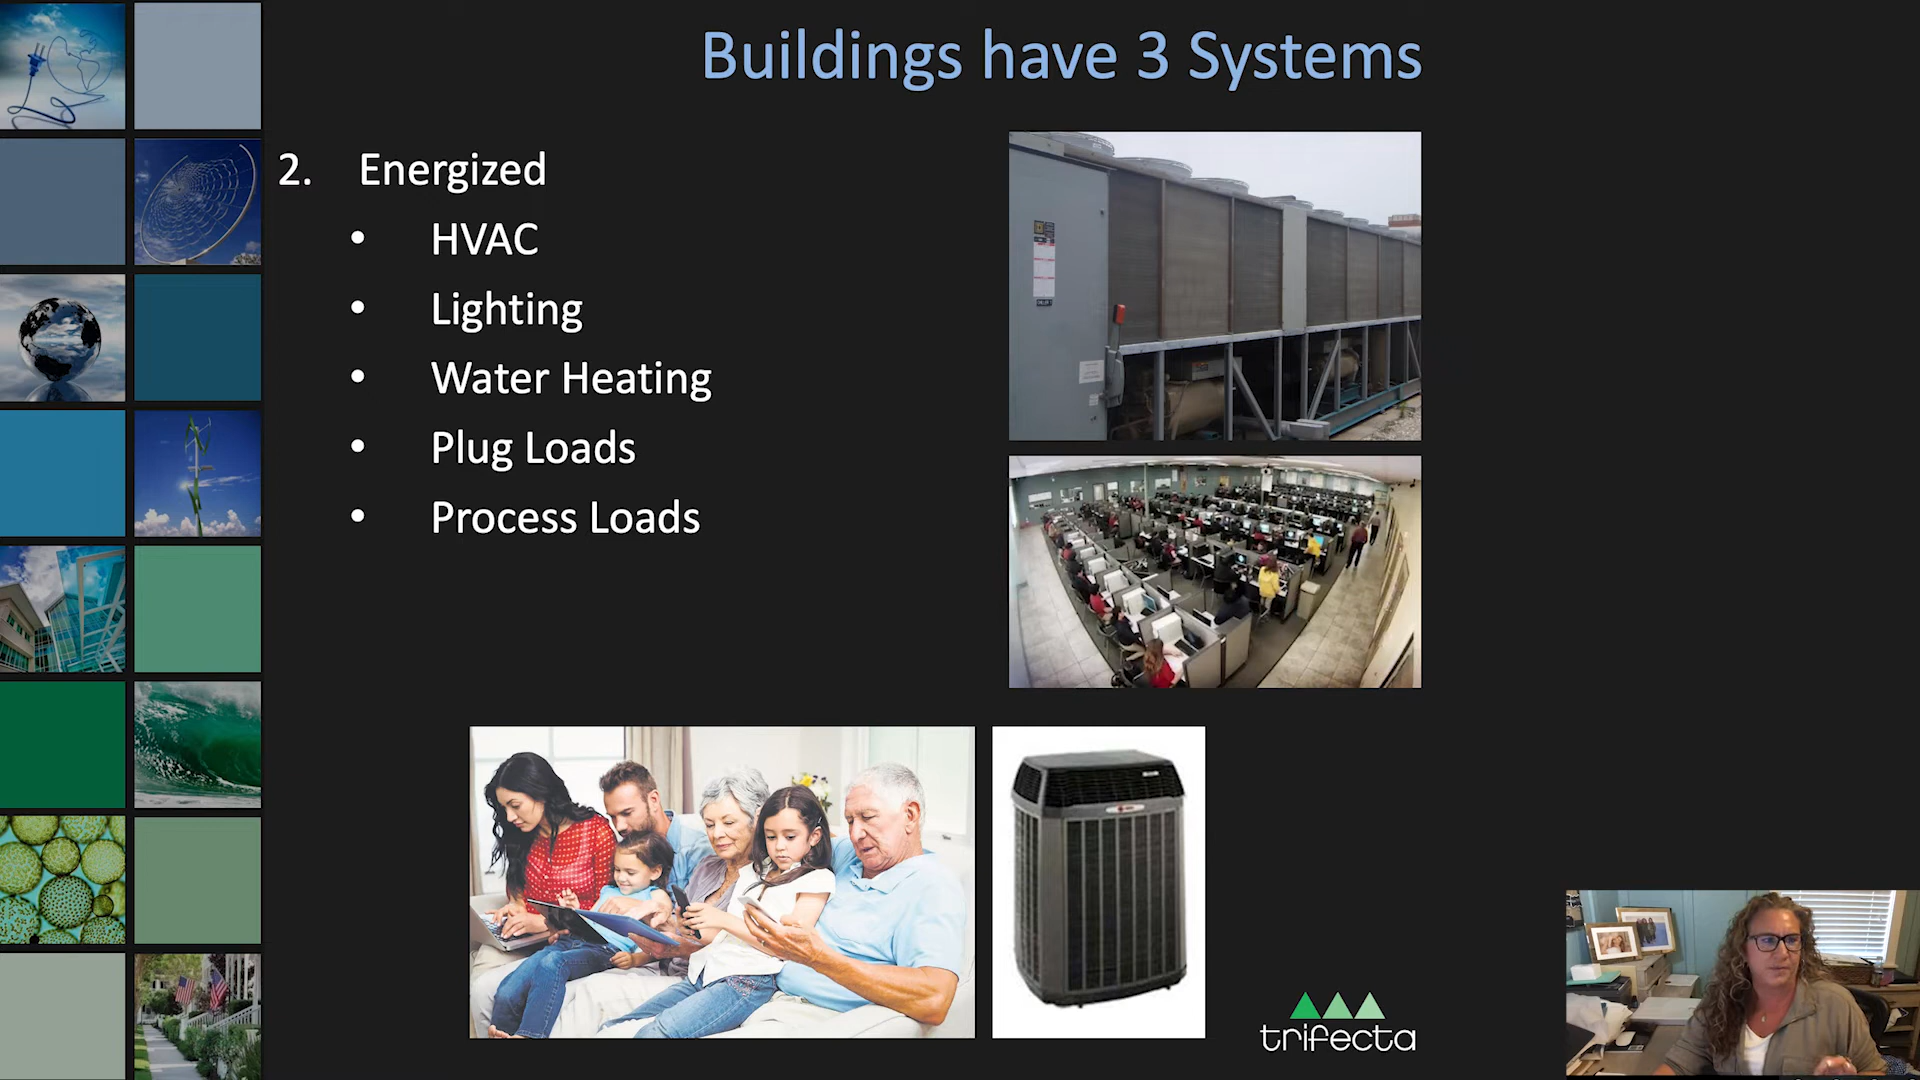 Buildings have 3 Systems
2. Energized
• HVAC
• Lighting
• Water Heating
• Plug Loads
• Process Loads
trifecta